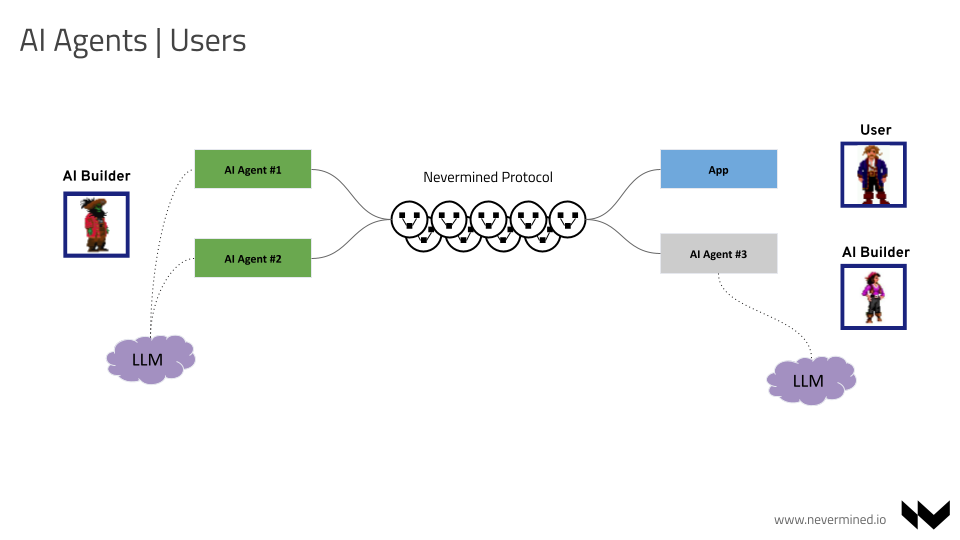 AI Agents | Users
AI Builder
AI Agent #1
AI Agent #2
LLM
Nevermined Protocol
User
App
AI Agent #3
AI Builder
LLM
www.nevermined.io